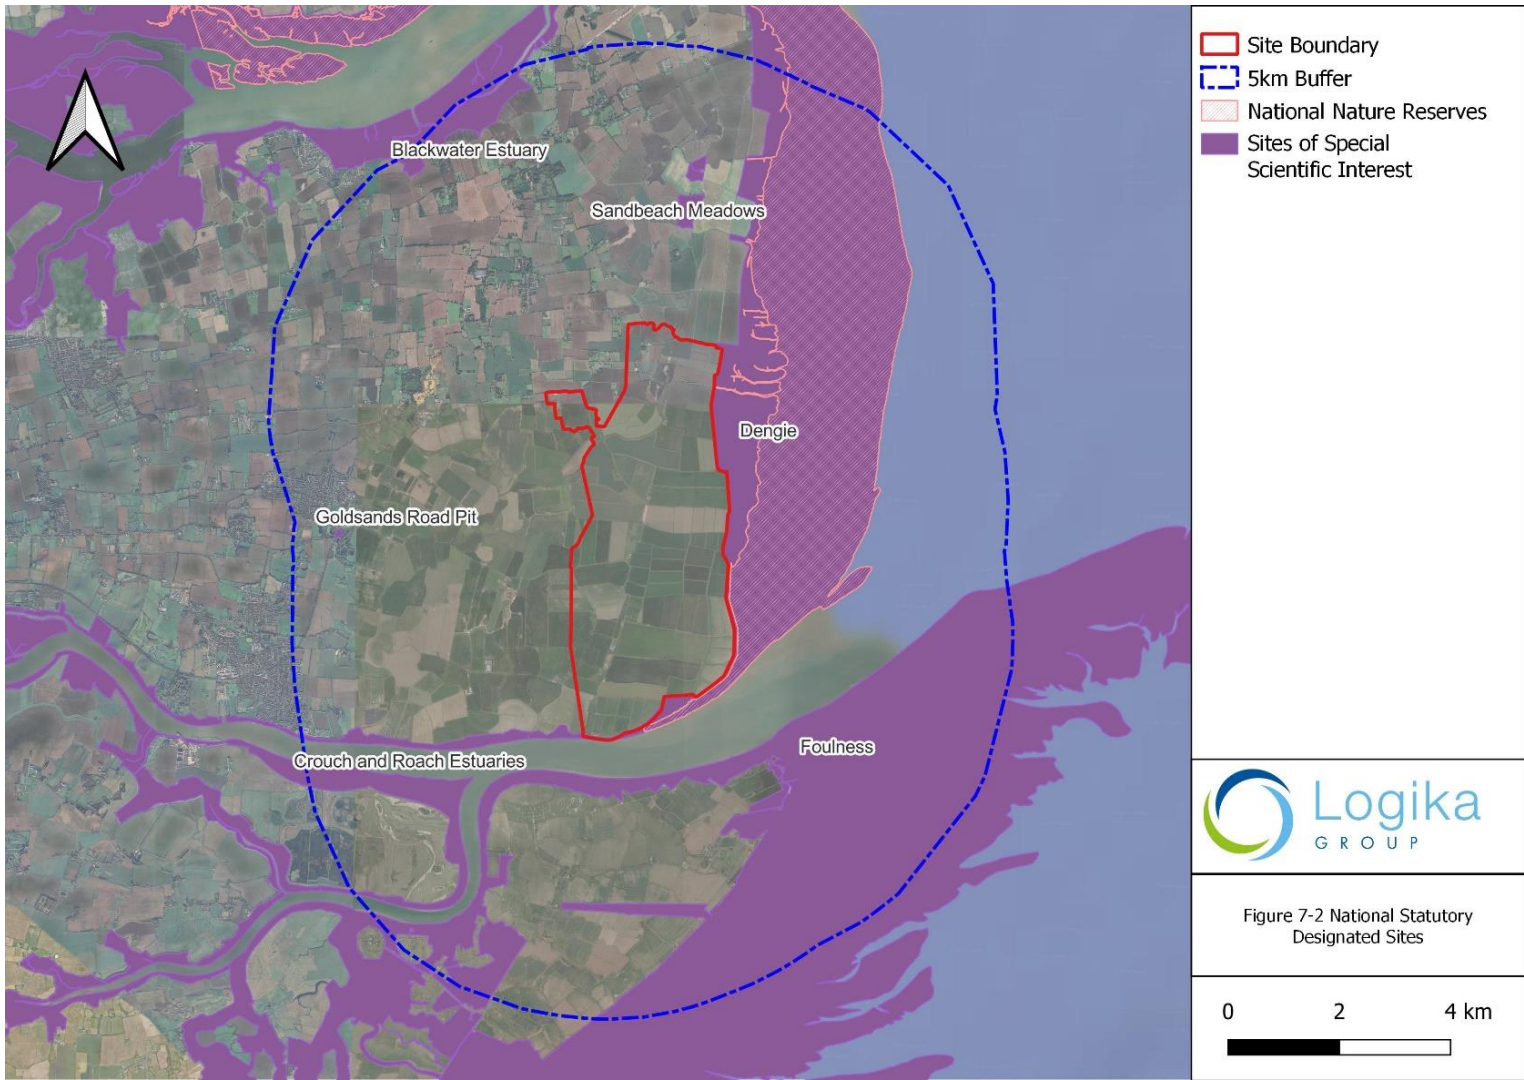 Blackwater Estuary
Sandbeach Meadows
Dengie
Goldsands Road Pit
Foulness
Crouch and Roach Estuaries
Site Boundary
5km Buffer
National Nature Reserves
Sites of Special
Scientific Interest
Logika
GROUP
Figure 7-2 National Statutory
Designated Sites
0 2 4 km